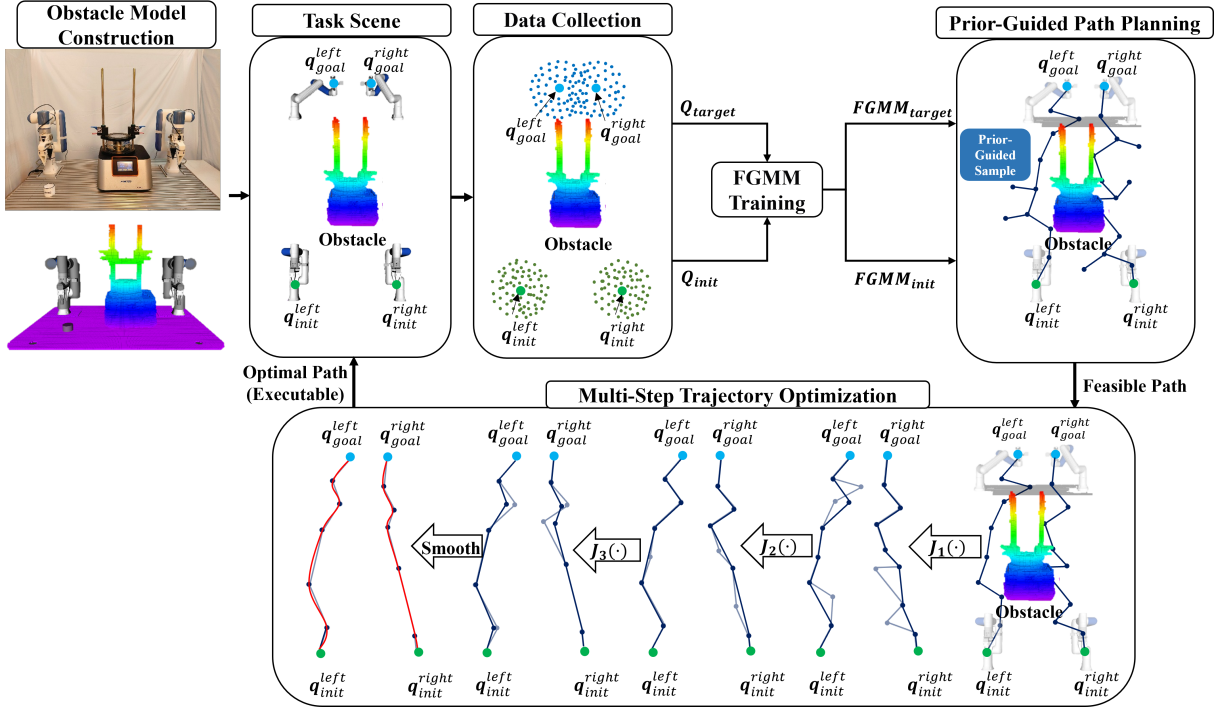 Obstacle Model
Construction
Task Scene
q_goal^left
q_goal^right
Obstacle
q_init^left
q_init^right
Data Collection
q_goal^left
q_goal^right
Obstacle
q_init^left
q_init^right
Q_target
Q_init
FGMM
Training
FGMM_target
FGMM_init
Prior-Guided Path Planning
q_goal^left
q_goal^right
Prior-
Guided
Sample
Obstacle
q_init^left
q_init^right
Optimal Path
(Executable)
Feasible Path
Multi-Step Trajectory Optimization
q_goal^left
q_goal^right
q_goal^left
q_goal^right
q_goal^left
q_goal^right
q_goal^left
q_goal^right
q_goal^left
q_goal^right
Smooth
J_3(·)
J_2(·)
J_1(·)
Obstacle
q_init^left
q_init^right
q_init^left
q_init^right
q_init^left
q_init^right
q_init^left
q_init^right
q_init^left
q_init^right